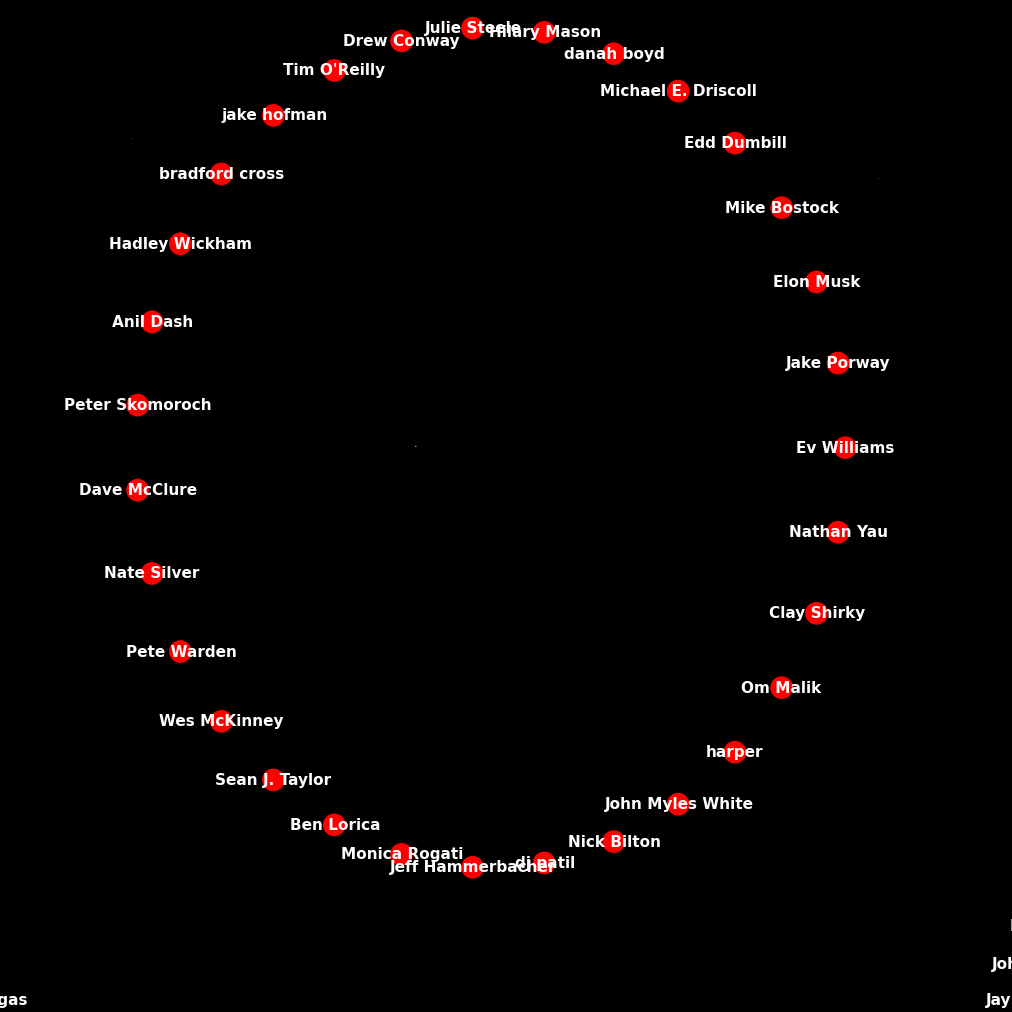 Julie Steele
Hilary Mason
Drew Conway
danah boyd
Tim O'Reilly
Michael E. Driscoll
jake hofman
Edd Dumbill
bradford cross
Mike Bostock
Hadley Wickham
Elon Musk
Anil Dash
Jake Porway
Peter Skomoroch
Ev Williams
Dave McClure
Nathan Yau
Nate Silver
Clay Shirky
Pete Warden
Om Malik
Wes McKinney
harper
Sean J. Taylor
John Myles White
Ben Lorica
Nick Bilton
Monica Rogati
dj patil
Jeff Hammerbacher
Jay
gas